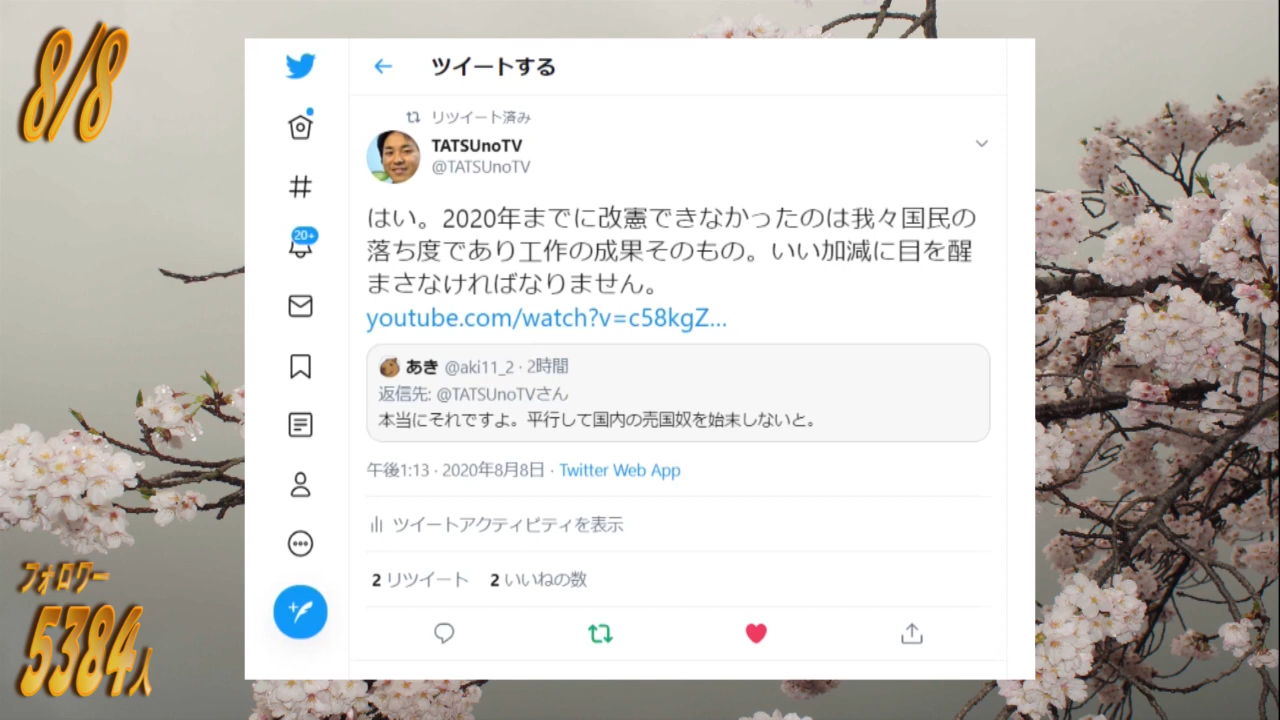 8/8
ツイートする
リツイート済み
TATSUnoTV
@TATSUnoTV
はい。2020年までに改憲できなかったのは我々国民の
落ち度であり工作の成果そのもの。いい加減に目を醒
まさなければなりません。
youtube.com/watch?v=c58kgZ…
あき @aki11_2 · 2時間
返信先: @TATSUnoTVさん
本当にそれですよ。平行して国内の売国奴を始末しないと。
午後1:13 · 2020年8月8日 · Twitter Web App
ツイートアクティビティを表示
2 リツイート 2 いいねの数
20+
フォロワー
5384人